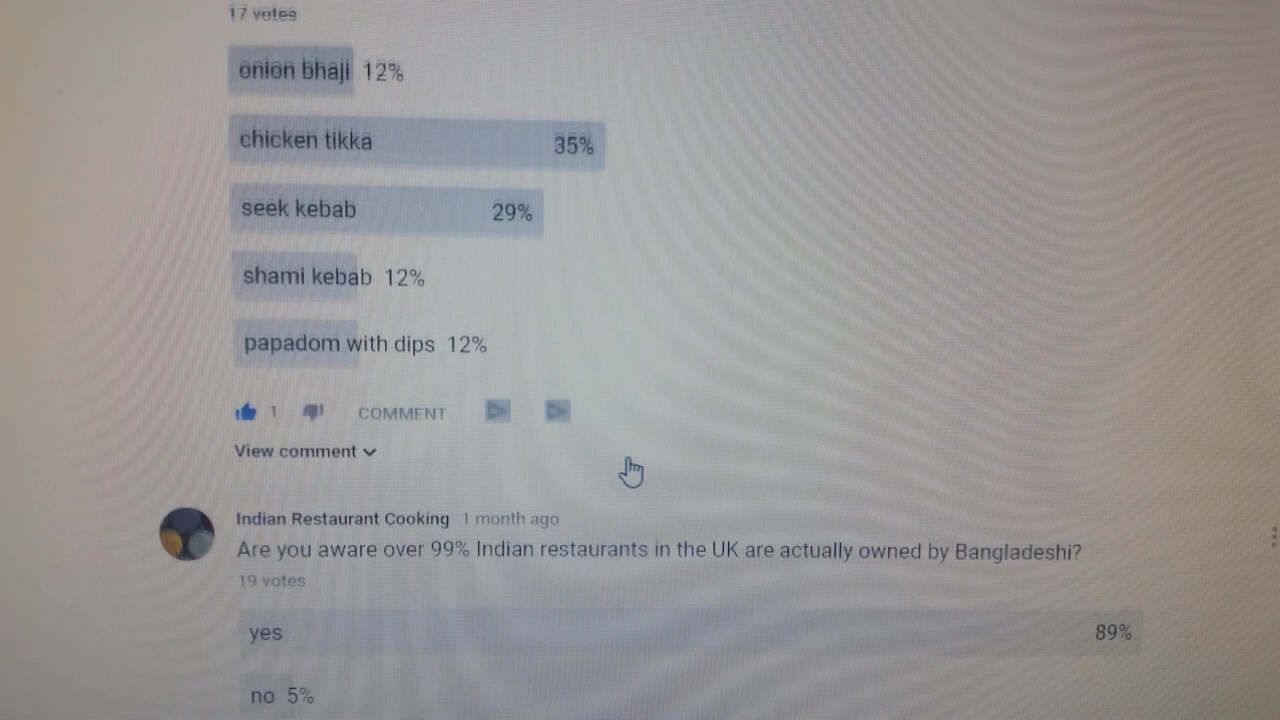 17 votes
onion bhaji 12%
chicken tikka 35%
seek kebab 29%
shami kebab 12%
papadom with dips 12%
1 COMMENT
View comment
Indian Restaurant Cooking 1 month ago
Are you aware over 99% Indian restaurants in the UK are actually owned by Bangladeshi?
19 votes
yes 89%
no 5%